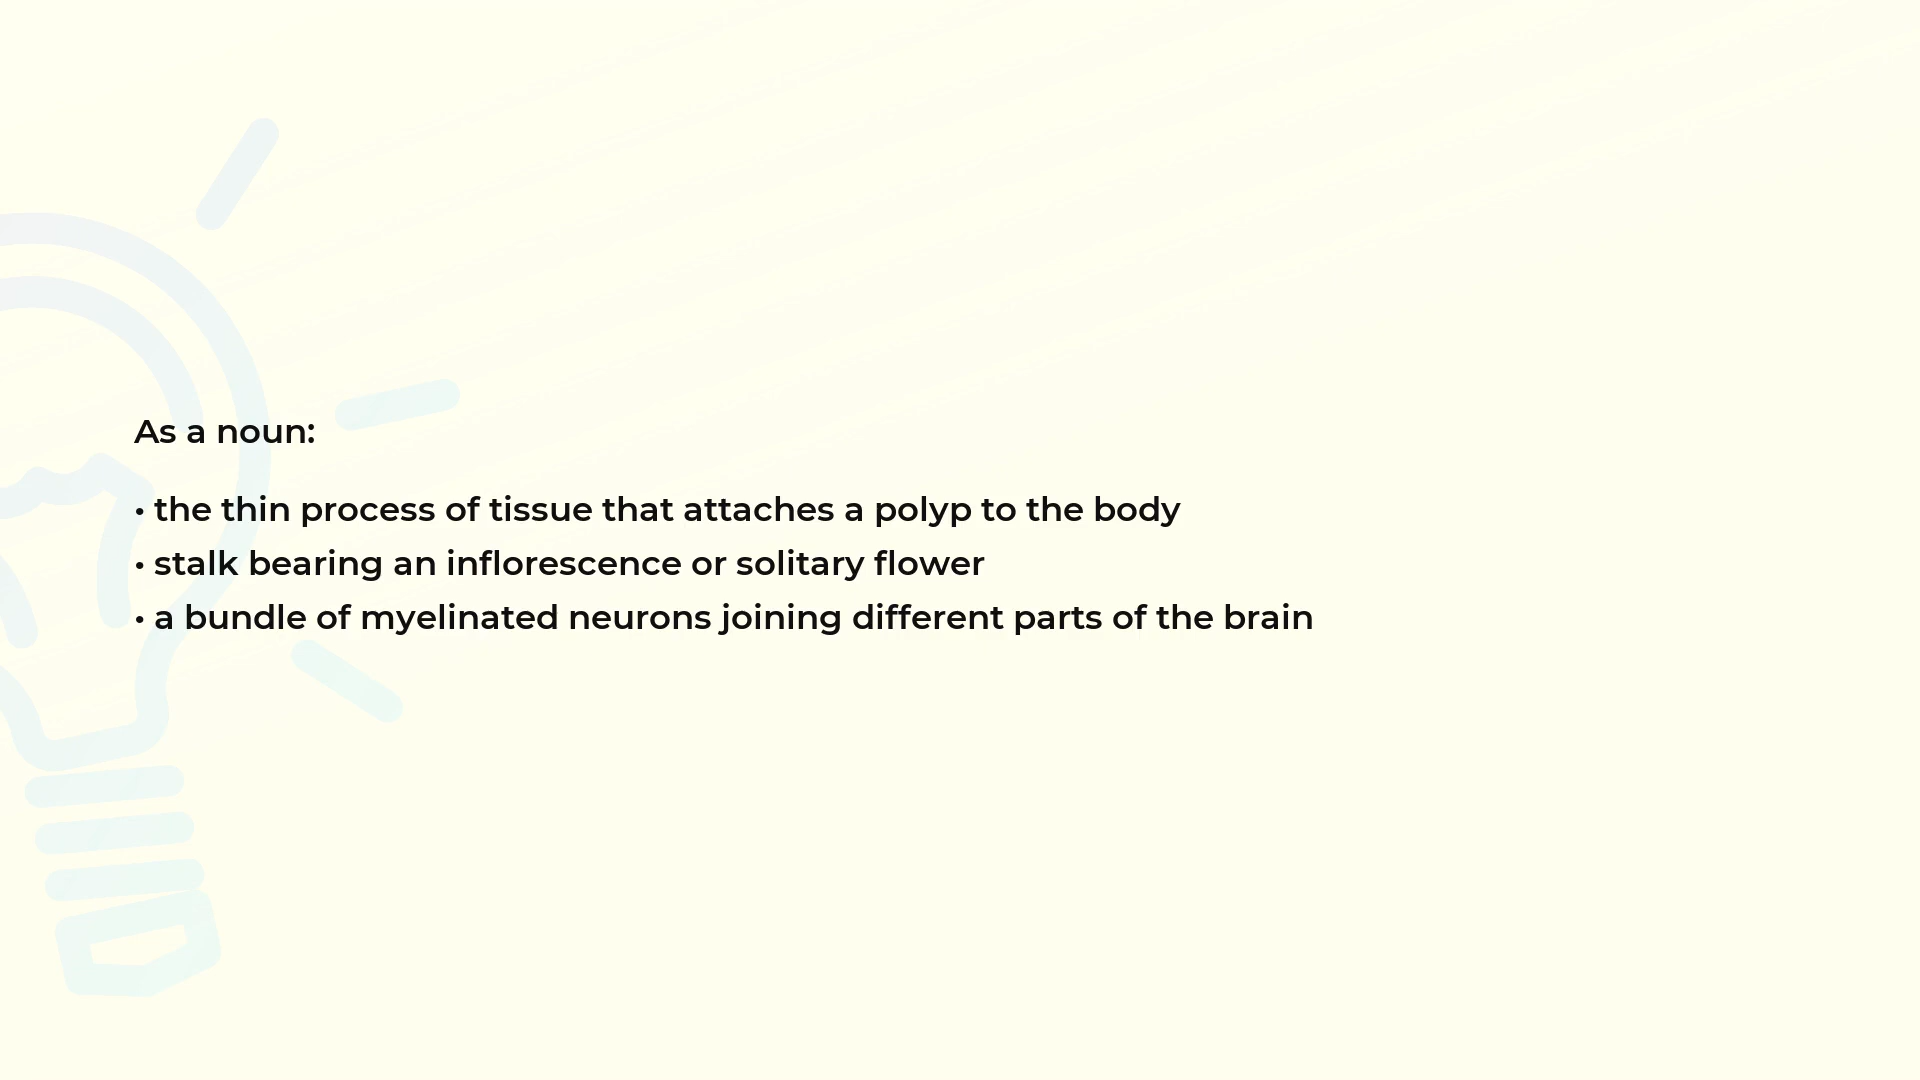 As a noun:
• the thin process of tissue that attaches a polyp to the body
• stalk bearing an inflorescence or solitary flower
• a bundle of myelinated neurons joining different parts of the brain